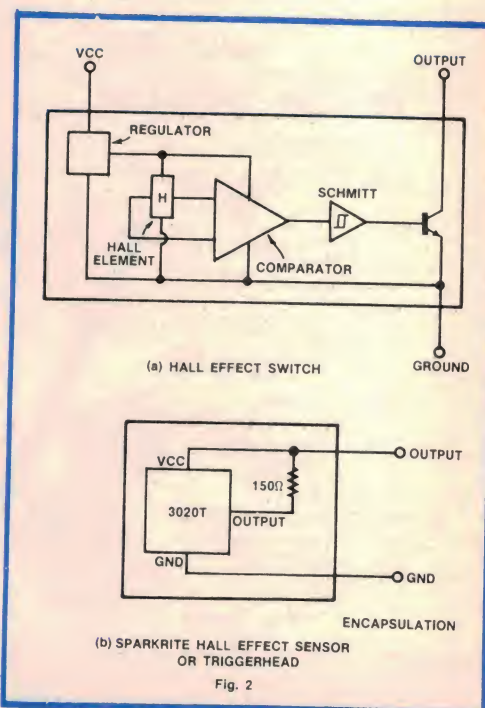 VCC
OUTPUT
REGULATOR
H
HALL
ELEMENT
SCHMITT
COMPARATOR
(a) HALL EFFECT SWITCH
GROUND
VCC
3020T
OUTPUT
GND
150Ω
OUTPUT
GND
ENCAPSULATION
(b) SPARKRITE HALL EFFECT SENSOR
OR TRIGGERHEAD
Fig. 2